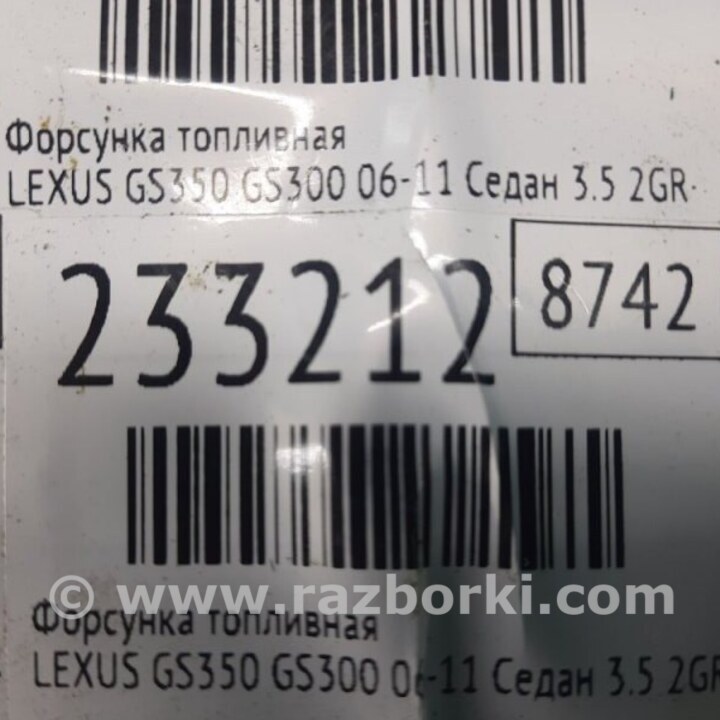 Форсунка топливная
LEXUS GS350 GS300 06-11 Седан 3.5 2GR-
233212
8742
© www.razborki.com
Форсунка топливная
LEXUS GS350 GS300 06-11 Седан 3.5 2GR